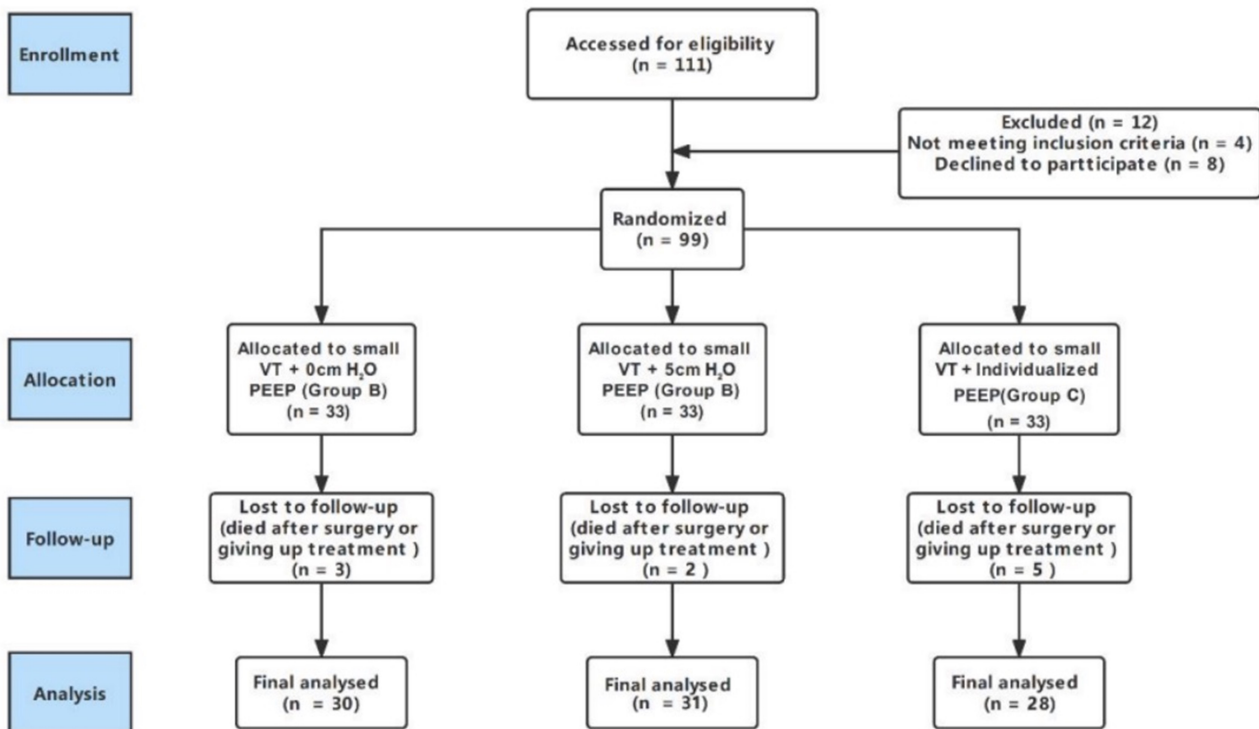 Enrollment
Accessed for eligibility
(n = 111)
Excluded (n = 12)
Not meeting inclusion criteria (n = 4)
Declined to partticipate (n = 8)
Randomized
(n = 99)
Allocation
Allocated to small
VT + 0cm H₂O
PEEP (Group B)
(n = 33)
Allocated to small
VT + 5cm H₂O
PEEP (Group B)
(n = 33)
Allocated to small
VT + Individualized
PEEP(Group C)
(n = 33)
Follow-up
Lost to follow-up
(died after surgery or
giving up treatment )
(n = 3)
Lost to follow-up
(died after surgery or
giving up treatment )
(n = 2 )
Lost to follow-up
(died after surgery or
giving up treatment )
(n = 5 )
Analysis
Final analysed
(n = 30)
Final analysed
(n = 31)
Final analysed
(n = 28)